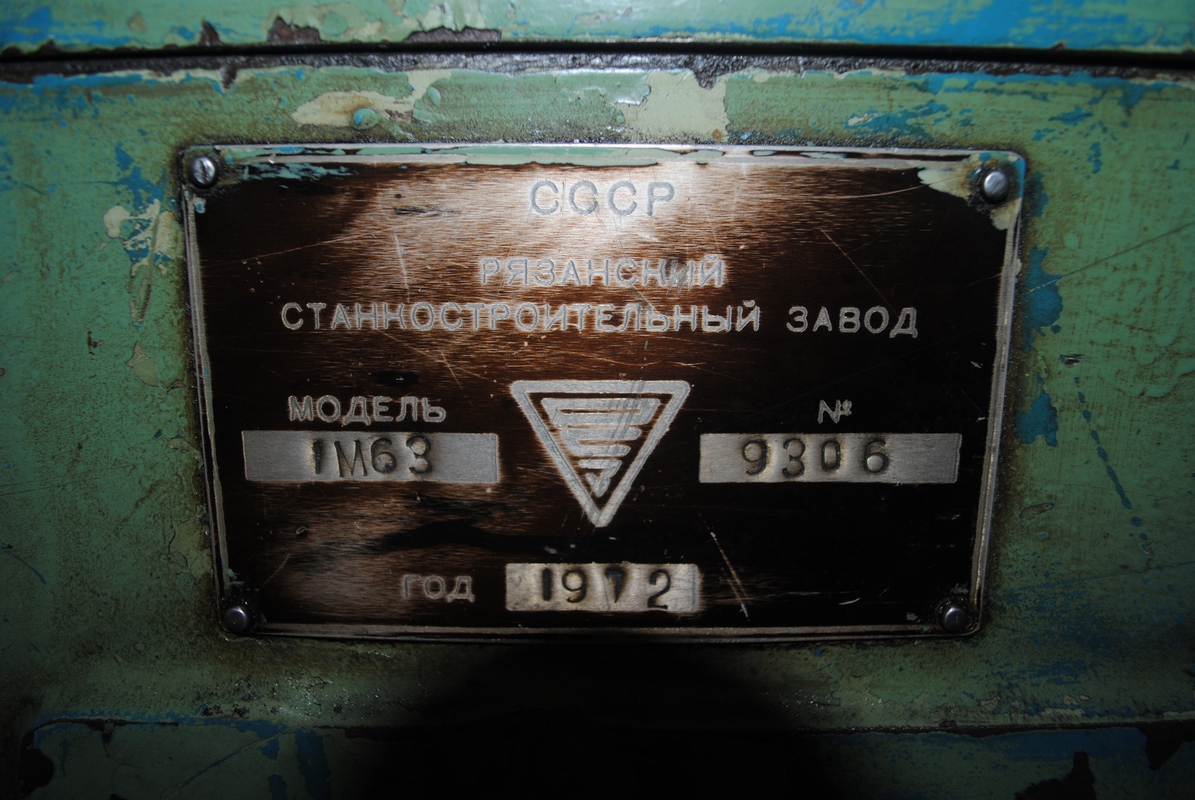 СССР
РЯЗАНСКИЙ
СТАНКОСТРОИТЕЛЬНЫЙ ЗАВОД
МОДЕЛЬ
№
1М63
9306
ГОД
1972